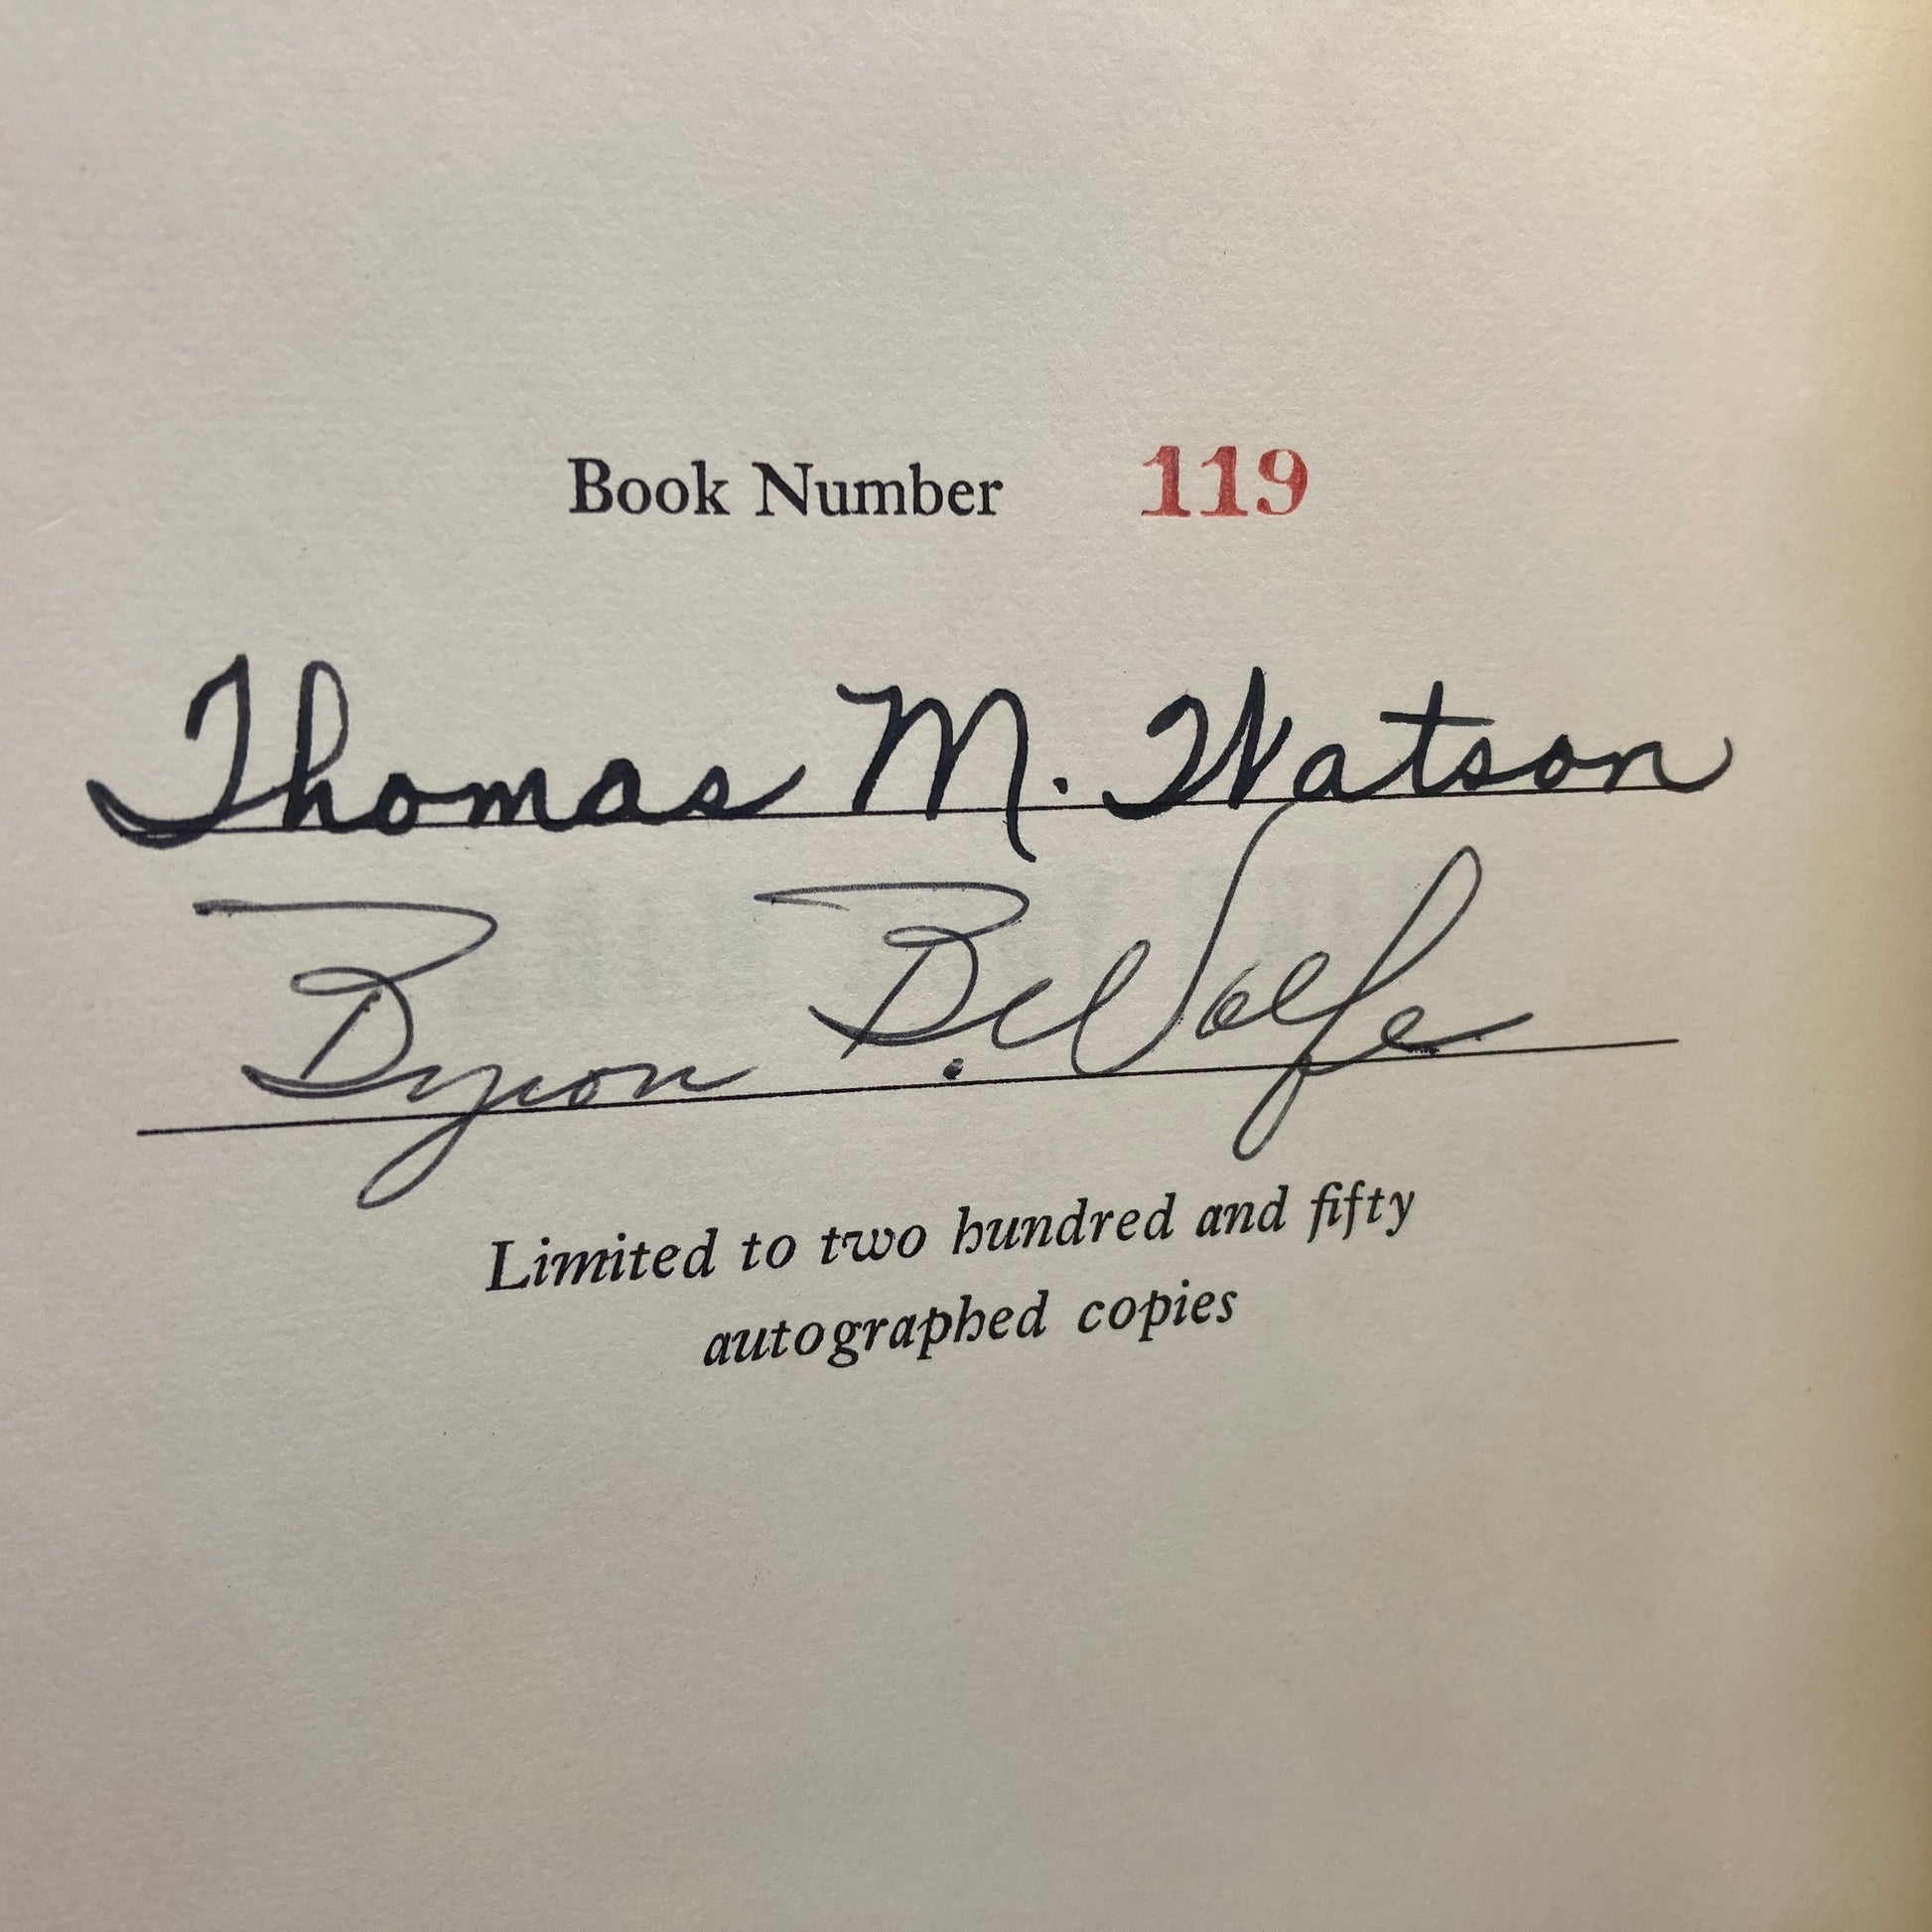 Book Number 119
Thomas M. Watson
Byron B. Wolfe
Limited to two hundred and fifty
autographed copies